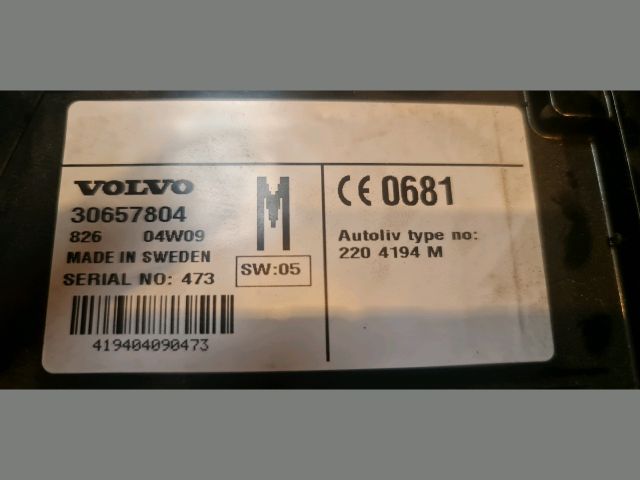 VOLVO
30657804
826 04W09
MADE IN SWEDEN
SERIAL NO: 473
419404090473
M
SW:05
CE 0681
Autoliv type no:
220 4194 M